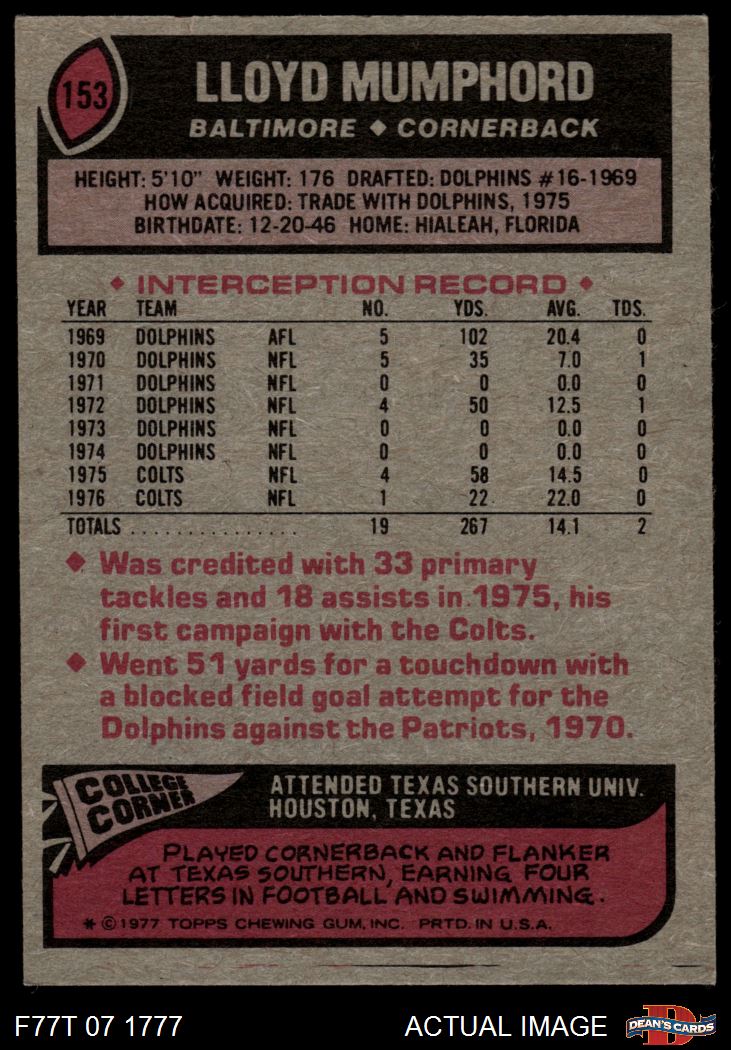 153
LLOYD MUMPHORD
BALTIMORE ◆ CORNERBACK
HEIGHT: 5'10" WEIGHT: 176 DRAFTED: DOLPHINS #16-1969
HOW ACQUIRED: TRADE WITH DOLPHINS, 1975
BIRTHDATE: 12-20-46 HOME: HIALEAH, FLORIDA
◆ INTERCEPTION RECORD ◆
YEAR TEAM NO. YDS. AVG. TDS.
1969 DOLPHINS AFL 5 102 20.4 0
1970 DOLPHINS NFL 5 35 7.0 1
1971 DOLPHINS NFL 0 0 0.0 0
1972 DOLPHINS NFL 4 50 12.5 1
1973 DOLPHINS NFL 0 0 0.0 0
1974 DOLPHINS NFL 0 0 0.0 0
1975 COLTS NFL 4 58 14.5 0
1976 COLTS NFL 1 22 22.0 0
TOTALS ................ 19 267 14.1 2
◆ Was credited with 33 primary
tackles and 18 assists in 1975, his
first campaign with the Colts.
◆ Went 51 yards for a touchdown with
a blocked field goal attempt for the
Dolphins against the Patriots, 1970.
COLLEGE
CORNER
ATTENDED TEXAS SOUTHERN UNIV.
HOUSTON, TEXAS
PLAYED CORNERBACK AND FLANKER
AT TEXAS SOUTHERN, EARNING FOUR
LETTERS IN FOOTBALL AND SWIMMING.
* © 1977 TOPPS CHEWING GUM, INC. PRTD. IN U.S.A.
F77T 07 1777
ACTUAL IMAGE
D
DEAN'S CARDS